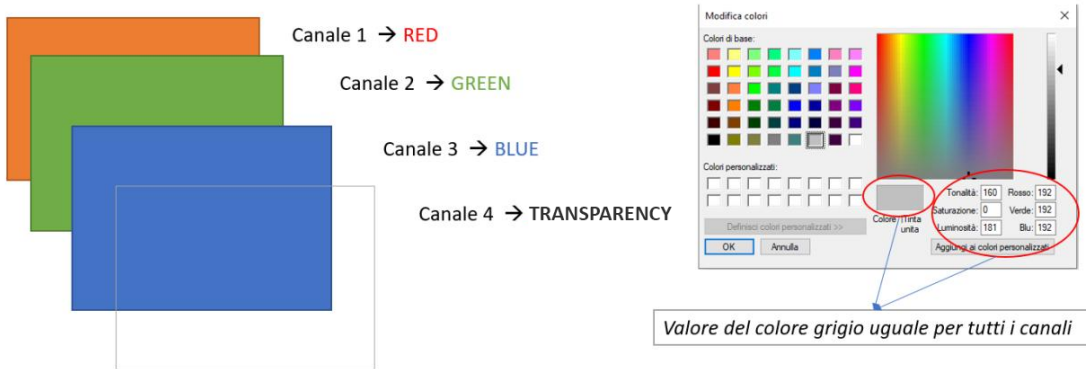 Canale 1 → RED
Canale 2 → GREEN
Canale 3 → BLUE
Canale 4 → TRANSPARENCY
Modifica colori
Colori di base:
Colori personalizzati:
Definisci colori personalizzati >>
OK
Annulla
Colore
Tinta
unita
Tonalità: 160
Rosso: 192
Saturazione: 0
Verde: 192
Luminosità: 181
Blu: 192
Aggiungi ai colori personalizzati
Valore del colore grigio uguale per tutti i canali